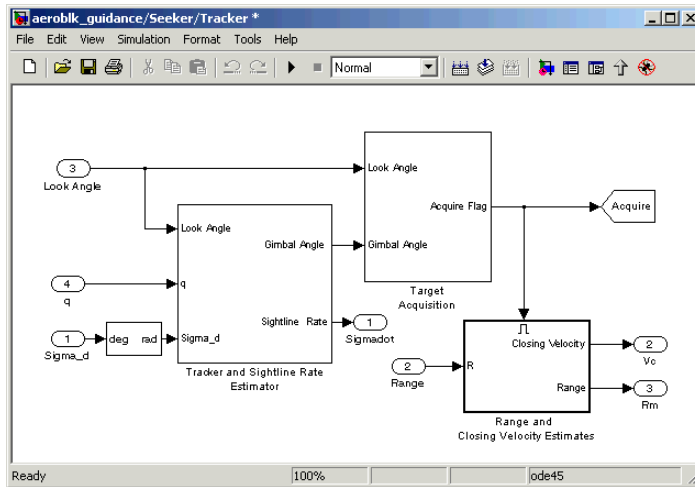 aeroblk_guidance/Seeker/Tracker *
File Edit View Simulation Format Tools Help
Normal
3
Look Angle
Look Angle
Acquire Flag
Gimbal Angle
Target
Acquisition
Acquire
Look Angle
Gimbal Angle
q
Sightline Rate
Sigma_d
Tracker and Sightline Rate
Estimator
4
q
1
Sigma_d
deg rad
1
Sigmadot
2
Range
Closing Velocity
R
Range
Range and
Closing Velocity Estimates
2
Vc
3
Rm
Ready 100% ode45